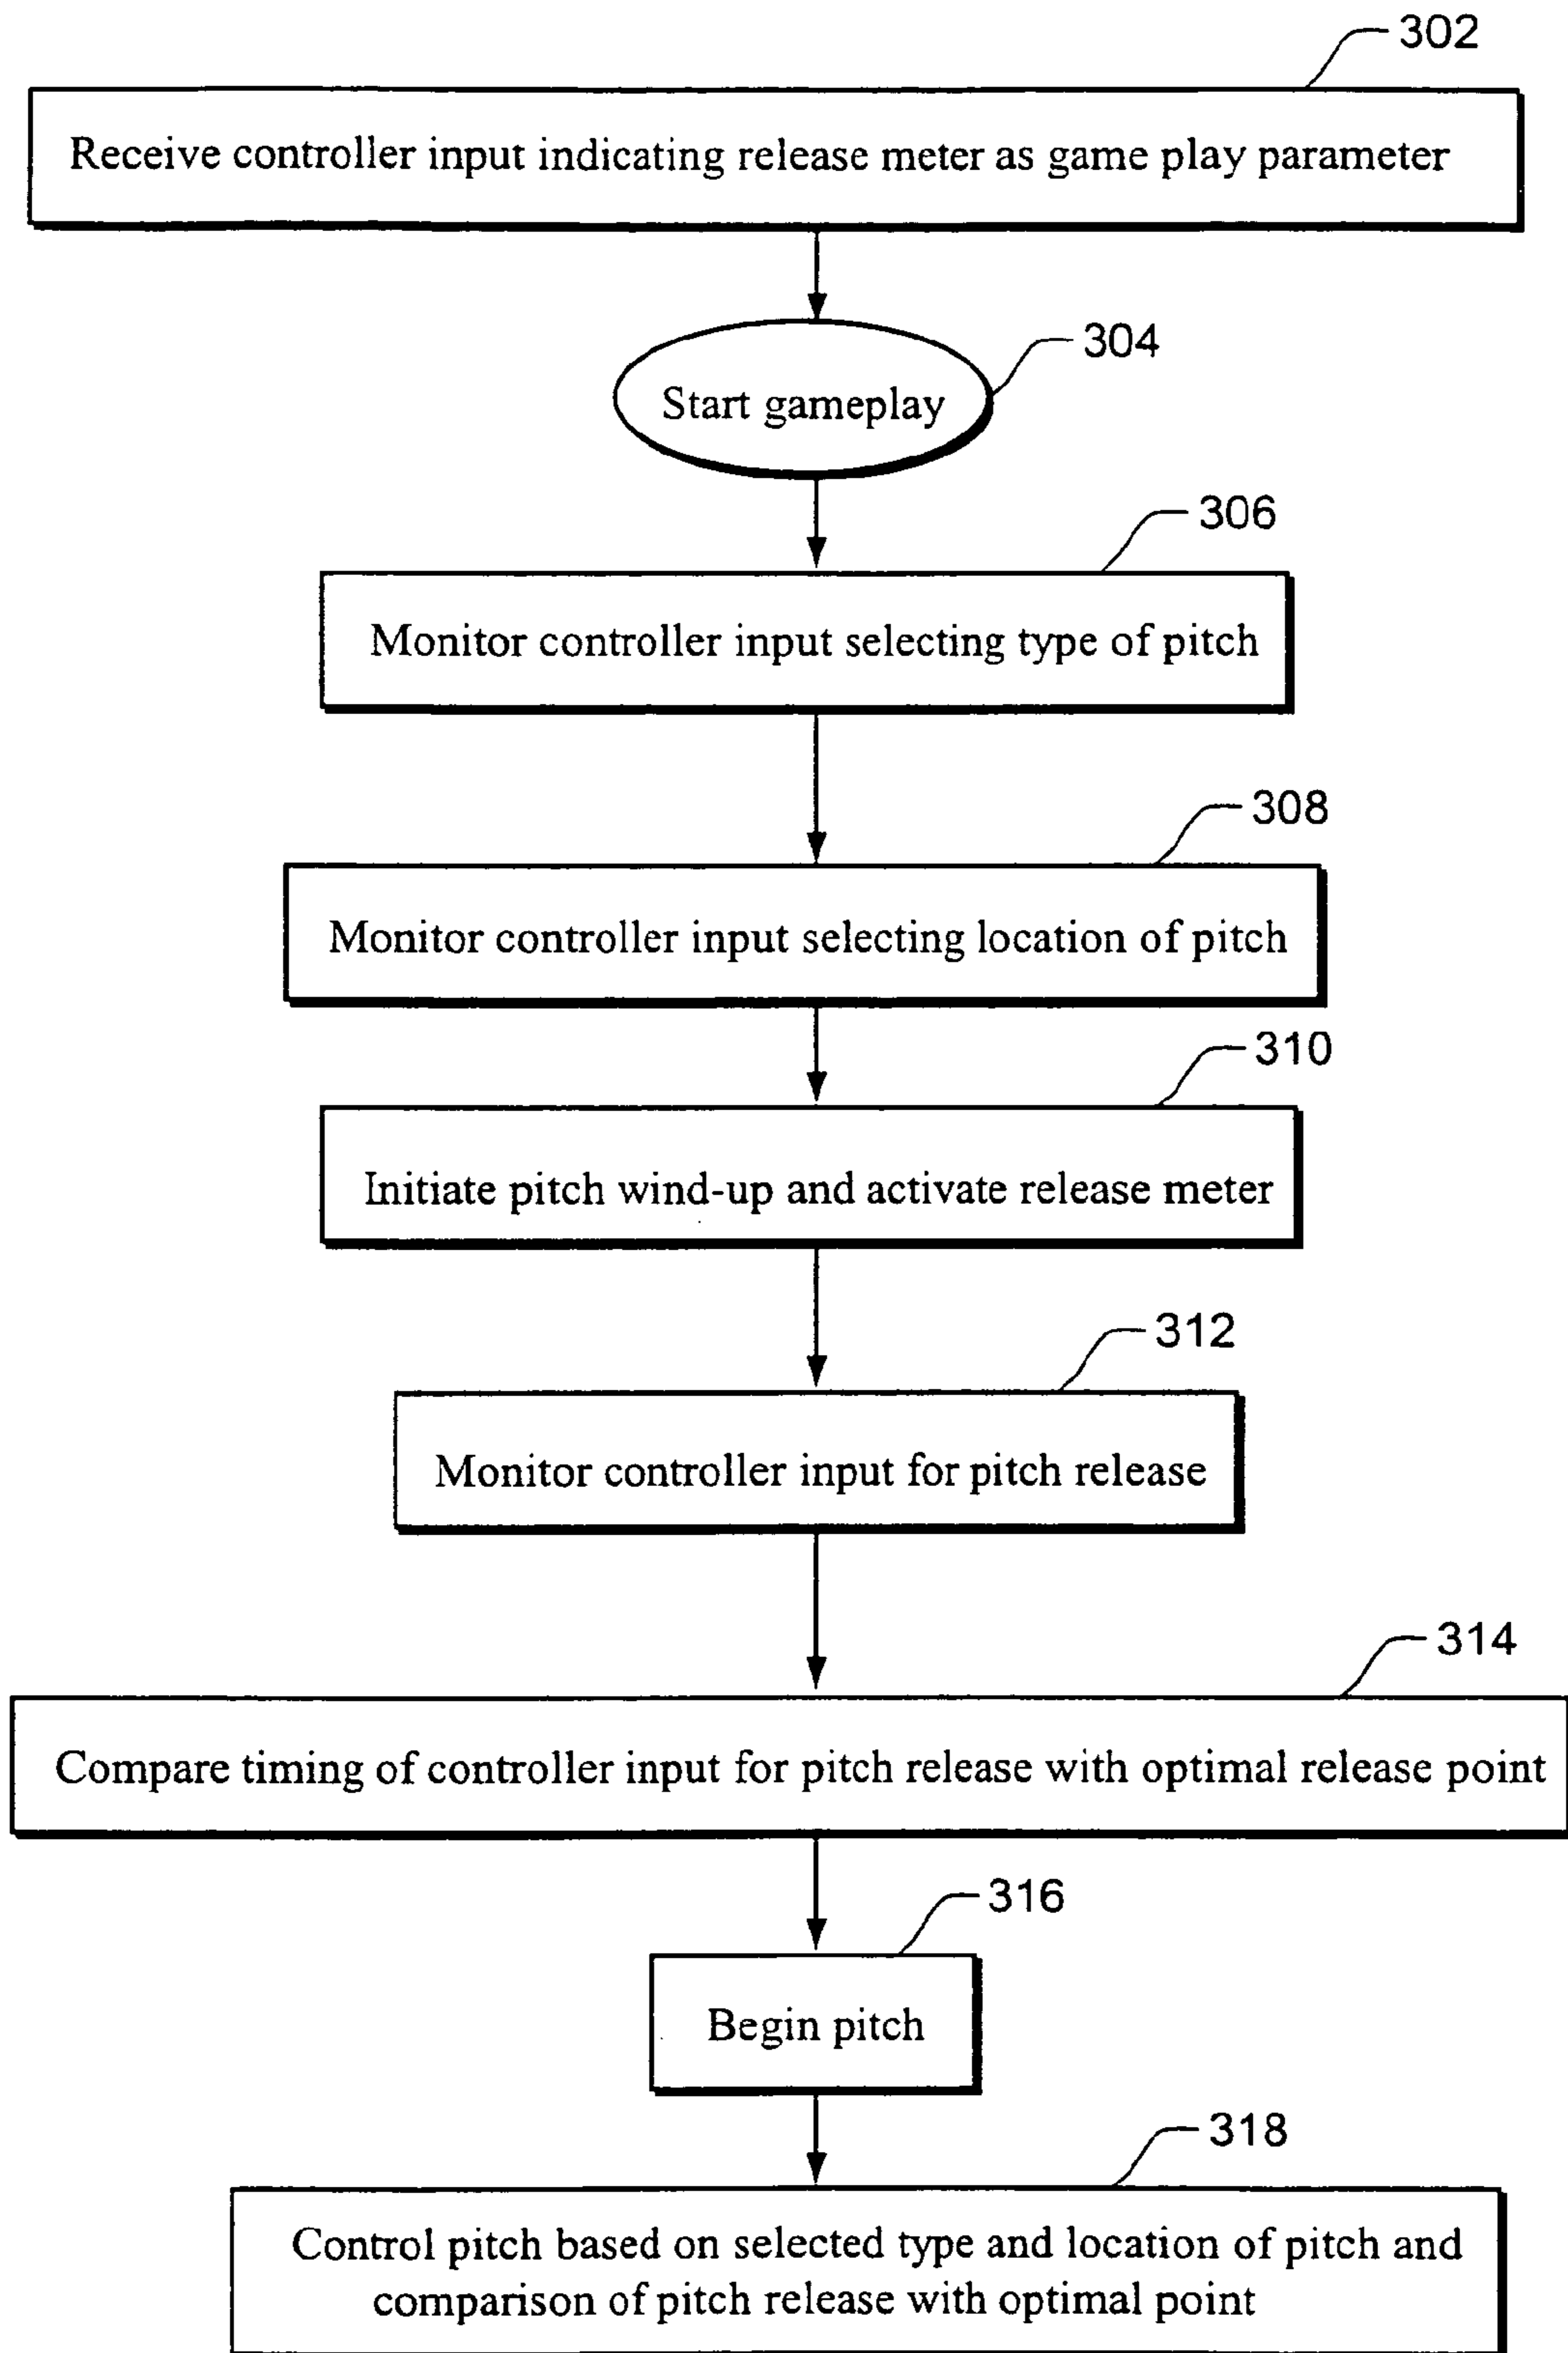 302
Receive controller input indicating release meter as game play parameter
304
Start gameplay
306
Monitor controller input selecting type of pitch
308
Monitor controller input selecting location of pitch
310
Initiate pitch wind-up and activate release meter
312
Monitor controller input for pitch release
314
Compare timing of controller input for pitch release with optimal release point
316
Begin pitch
318
Control pitch based on selected type and location of pitch and
comparison of pitch release with optimal point